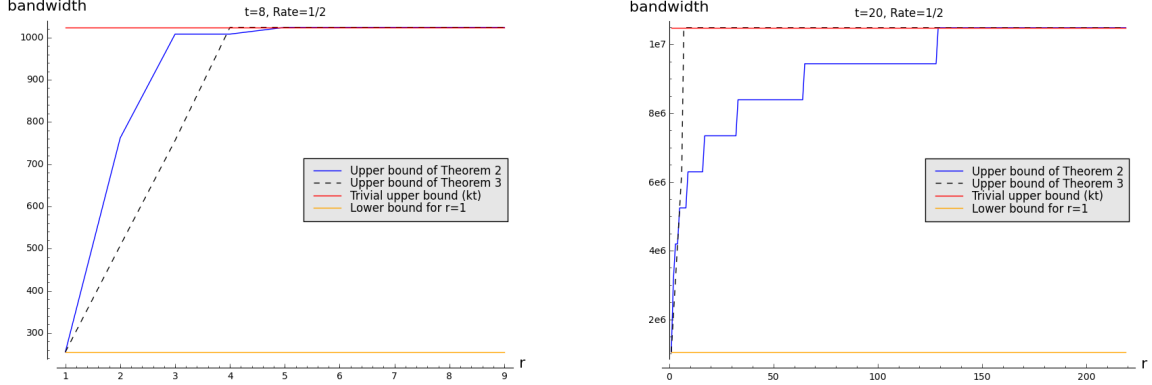 bandwidth
t=8, Rate=1/2
1000
900
800
700
600
500
400
300
Upper bound of Theorem 2
Upper bound of Theorem 3
Trivial upper bound (kt)
Lower bound for r=1
1 2 3 4 5 6 7 8 9
r
bandwidth
t=20, Rate=1/2
1e7
8e6
6e6
4e6
2e6
Upper bound of Theorem 2
Upper bound of Theorem 3
Trivial upper bound (kt)
Lower bound for r=1
0 50 100 150 200
r